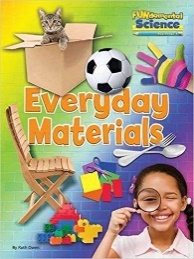 FUNdamental
Science
Everyday
Materials
By Ruth Owen